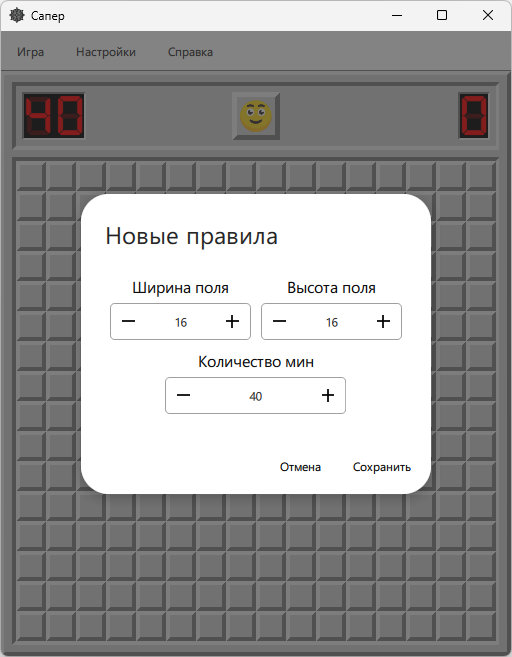 Сапер
Игра Настройки Справка
40 0
Новые правила
Ширина поля Высота поля
− 16 + − 16 +
Количество мин
− 40 +
Отмена Сохранить